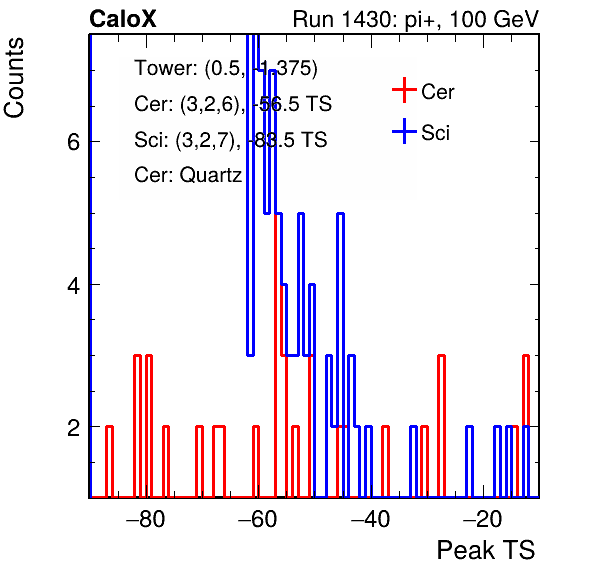 CaloX Run 1430: pi+, 100 GeV
Counts
Tower: (0.5, -1.375)
Cer: (3,2,6), -56.5 TS
Sci: (3,2,7), -83.5 TS
Cer: Quartz
Cer
Sci
6
4
2
−80 −60 −40 −20
Peak TS